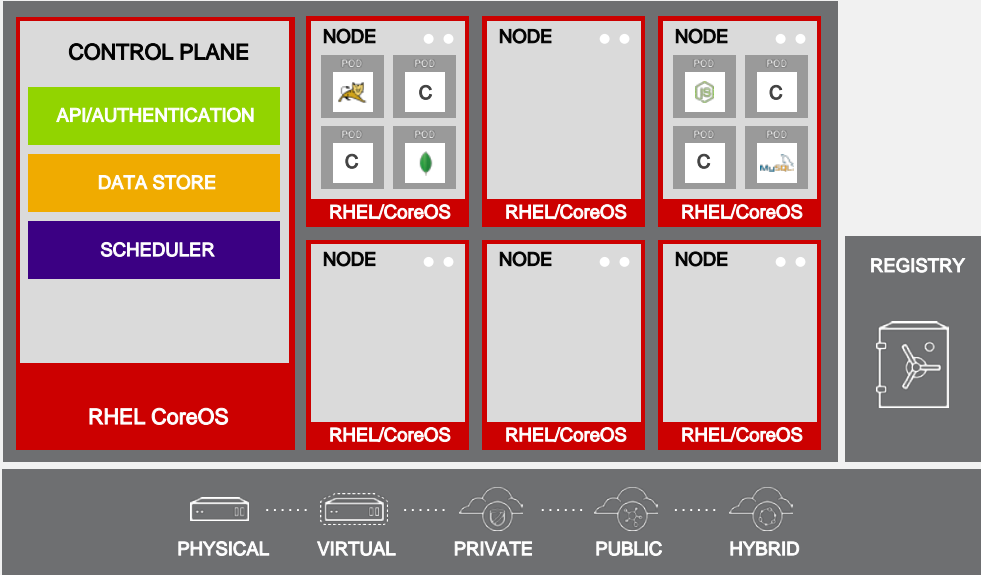 CONTROL PLANE
API/AUTHENTICATION
DATA STORE
SCHEDULER
RHEL CoreOS
NODE
POD
POD
C
POD
POD
C
RHEL/CoreOS
NODE
RHEL/CoreOS
NODE
POD
POD
JS
C
POD
POD
C
MySQL
RHEL/CoreOS
NODE
RHEL/CoreOS
NODE
RHEL/CoreOS
NODE
RHEL/CoreOS
REGISTRY
PHYSICAL
VIRTUAL
PRIVATE
PUBLIC
HYBRID